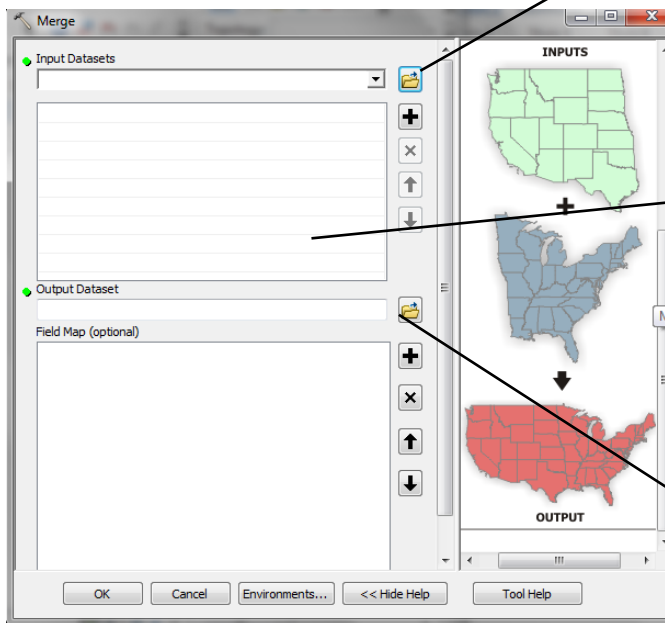 Merge
Input Datasets
Output Dataset
Field Map (optional)
OK
Cancel
Environments...
<< Hide Help
INPUTS
OUTPUT
Tool Help